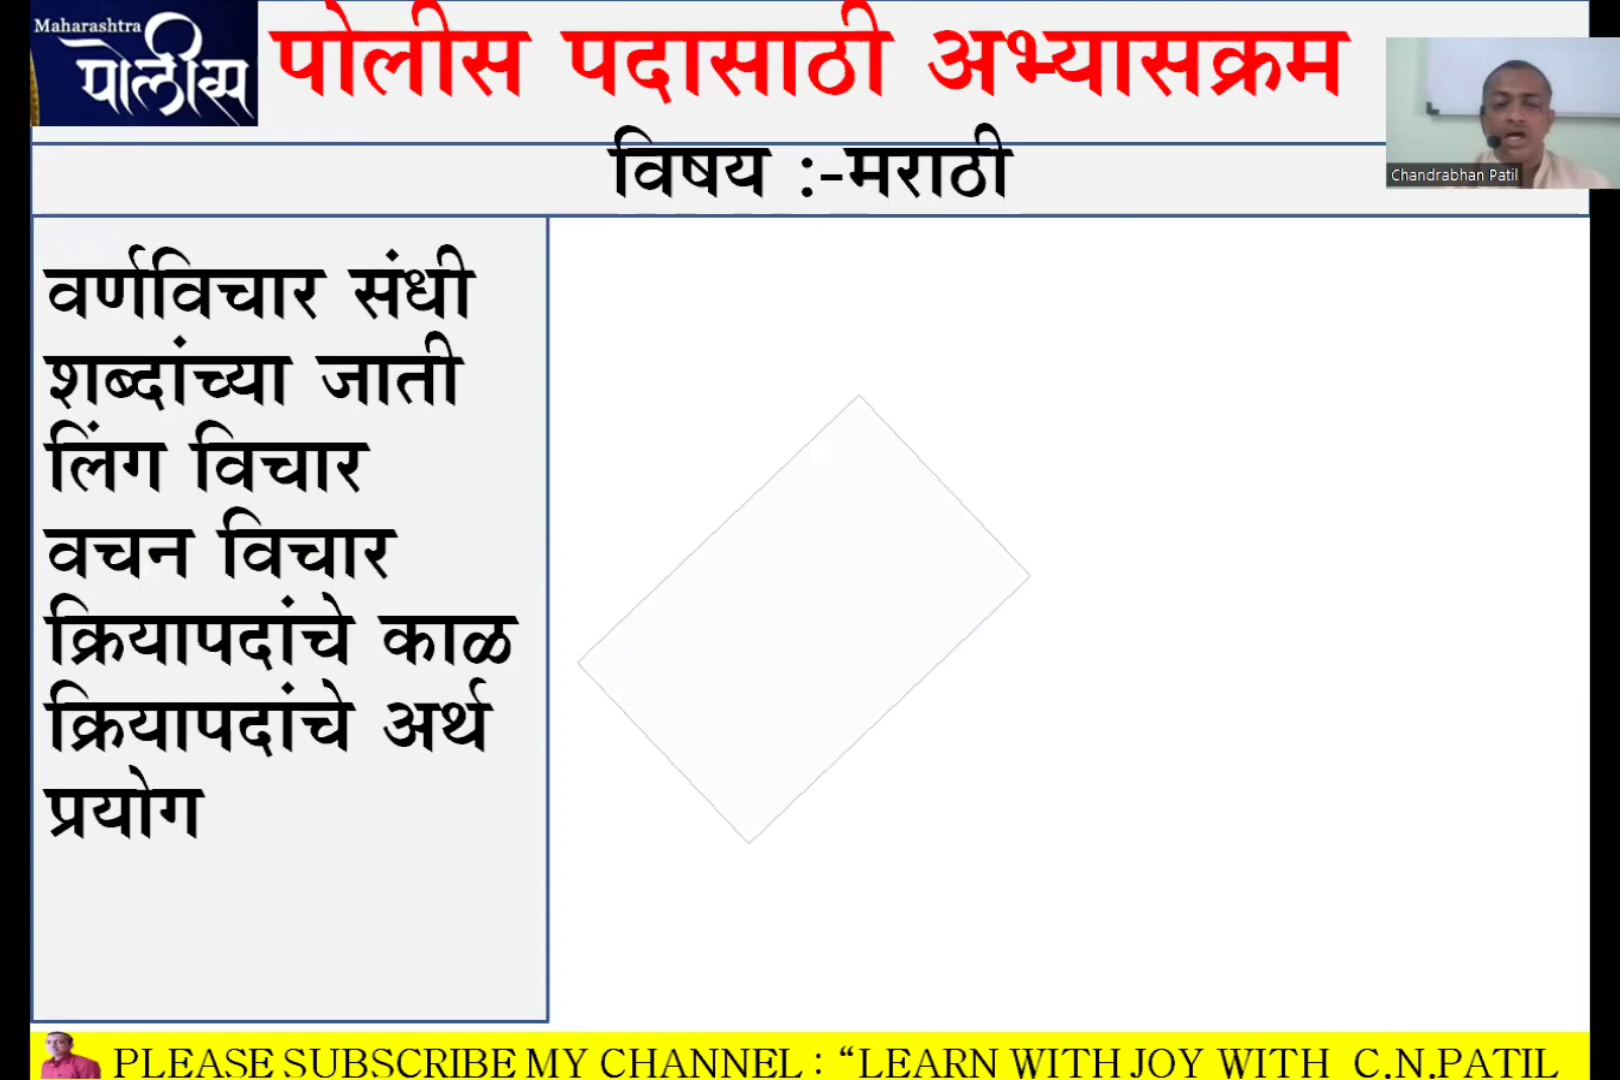 Maharashtra
पोलीस
पोलीस पदासाठी अभ्यासक्रम
विषय :-मराठी
Chandrabhan Patil
वर्णविचार संधी
शब्दांच्या जाती
लिंग विचार
वचन विचार
क्रियापदांचे काळ
क्रियापदांचे अर्थ
प्रयोग
PLEASE SUBSCRIBE MY CHANNEL : “LEARN WITH JOY WITH C.N.PATIL